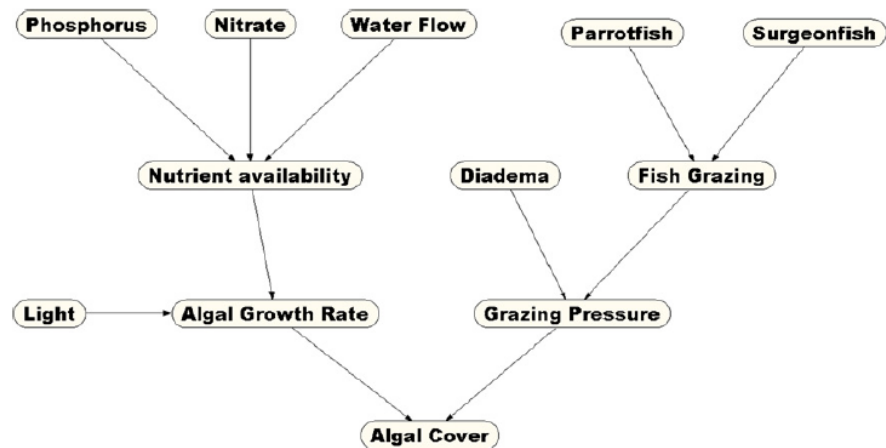 Phosphorus
Nitrate
Water Flow
Parrotfish
Surgeonfish
Nutrient availability
Diadema
Fish Grazing
Light
Algal Growth Rate
Grazing Pressure
Algal Cover